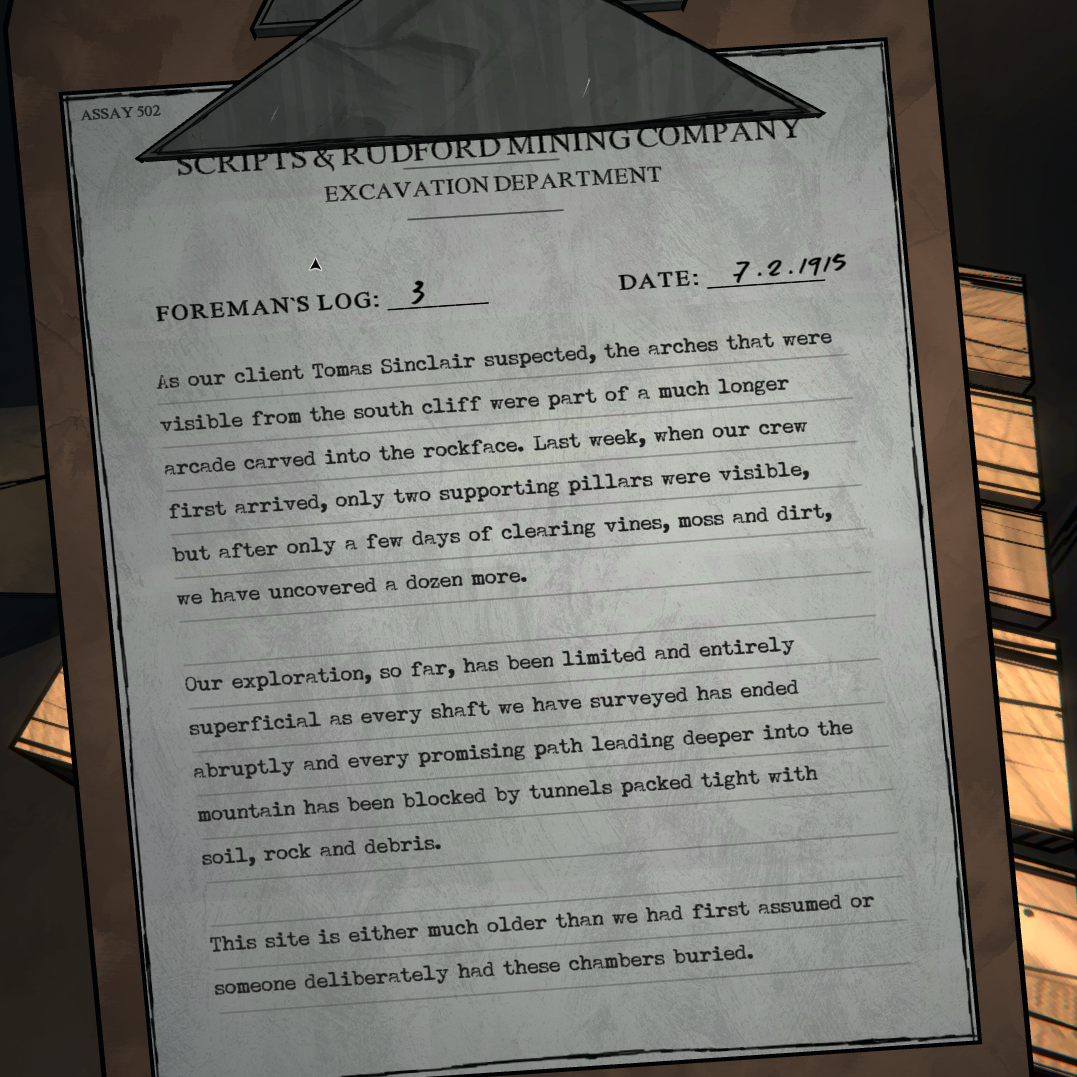 ASSAY 502
SCRIPTS & RUDFORD MINING COMPANY
EXCAVATION DEPARTMENT
FOREMAN'S LOG: 3 DATE: 7.2.1915
As our client Tomas Sinclair suspected, the arches that were
visible from the south cliff were part of a much longer
arcade carved into the rockface. Last week, when our crew
first arrived, only two supporting pillars were visible,
but after only a few days of clearing vines, moss and dirt,
we have uncovered a dozen more.
Our exploration, so far, has been limited and entirely
superficial as every shaft we have surveyed has ended
abruptly and every promising path leading deeper into the
mountain has been blocked by tunnels packed tight with
soil, rock and debris.
This site is either much older than we had first assumed or
someone deliberately had these chambers buried.